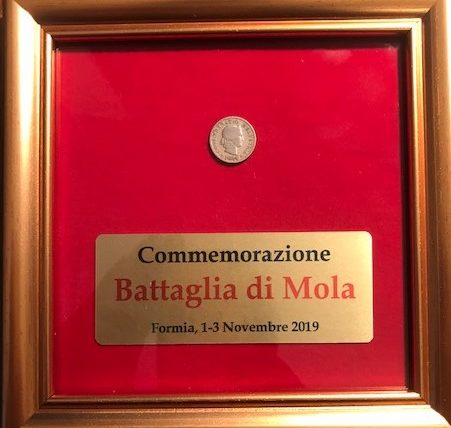 Commemorazione
Battaglia di Mola
Formia, 1-3 Novembre 2019